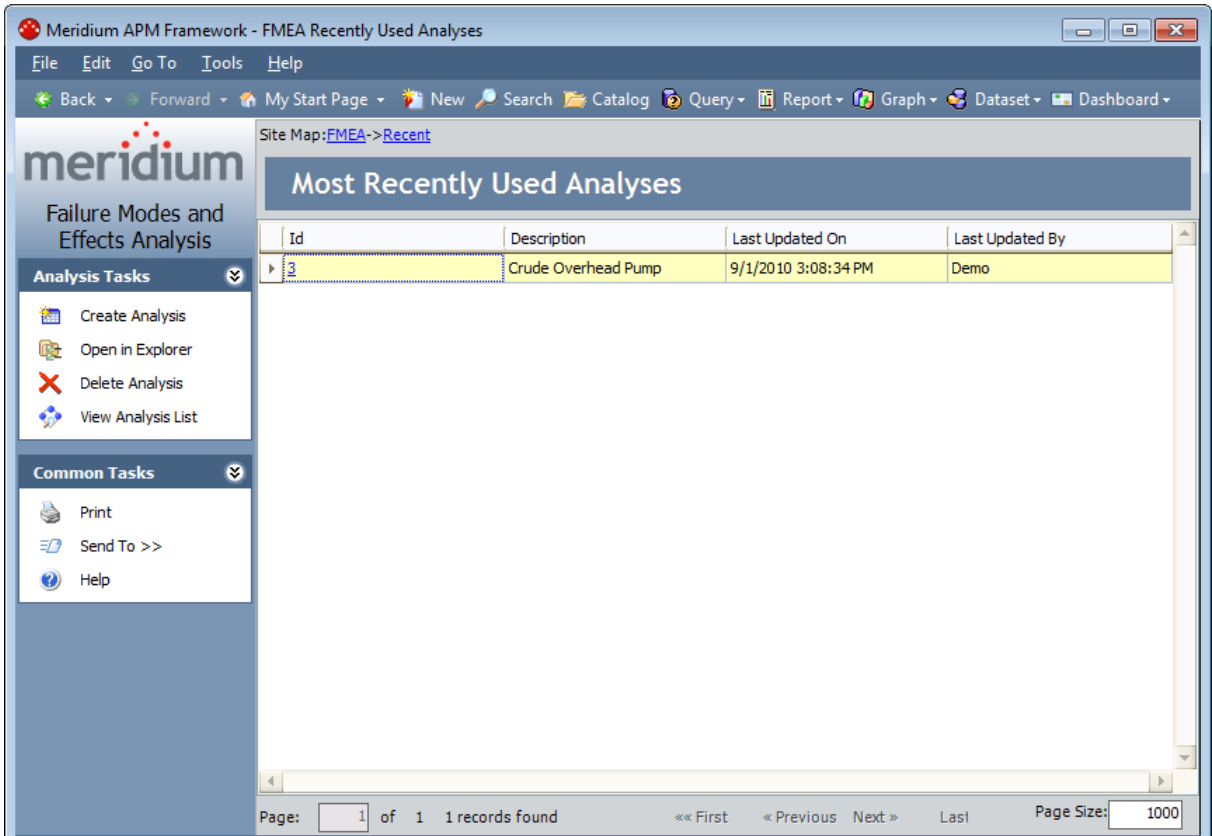 Meridium APM Framework - FMEA Recently Used Analyses
File Edit Go To Tools Help
Back Forward My Start Page New Search Catalog Query Report Graph Dataset Dashboard
meridium
Failure Modes and
Effects Analysis
Analysis Tasks
Create Analysis
Open in Explorer
Delete Analysis
View Analysis List
Common Tasks
Print
Send To >>
Help
Site Map:FMEA->Recent
Most Recently Used Analyses
Id Description Last Updated On Last Updated By
3 Crude Overhead Pump 9/1/2010 3:08:34 PM Demo
Page: 1 of 1 1 records found «« First « Previous Next » Last Page Size: 1000